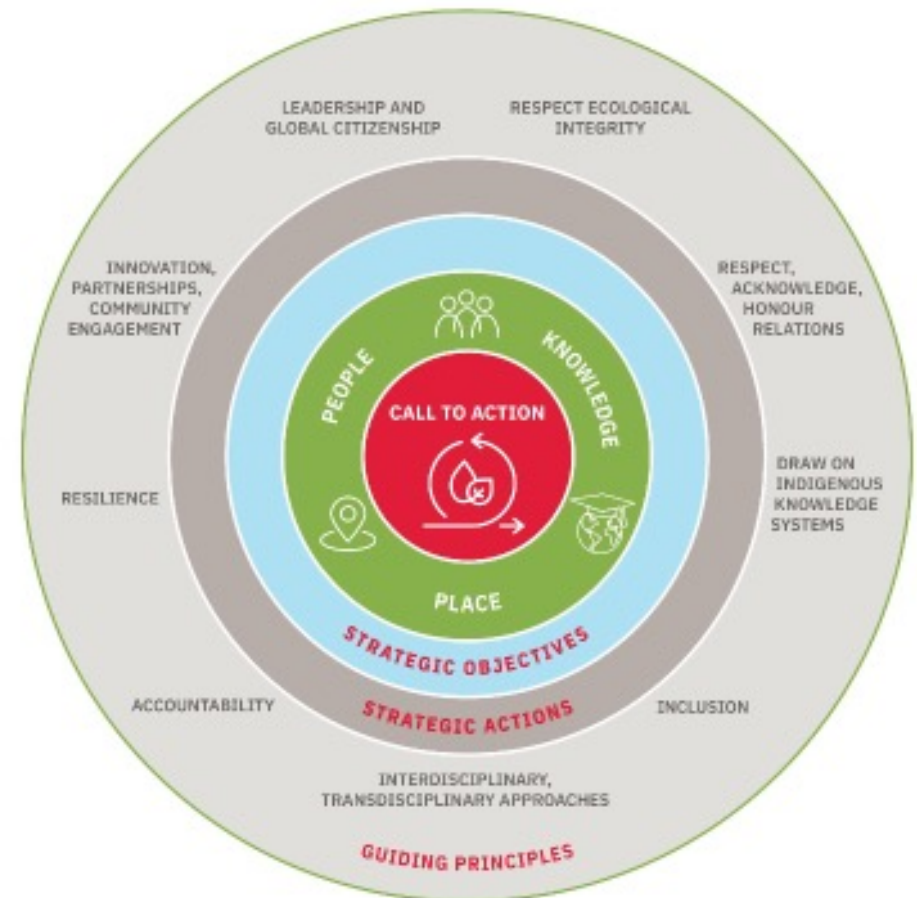 LEADERSHIP AND
GLOBAL CITIZENSHIP
RESPECT ECOLOGICAL
INTEGRITY
INNOVATION,
PARTNERSHIPS,
COMMUNITY
ENGAGEMENT
RESPECT,
ACKNOWLEDGE,
HONOUR
RELATIONS
PEOPLE
KNOWLEDGE
CALL TO ACTION
RESILIENCE
DRAW ON
INDIGENOUS
KNOWLEDGE
SYSTEMS
PLACE
STRATEGIC OBJECTIVES
ACCOUNTABILITY
STRATEGIC ACTIONS
INCLUSION
INTERDISCIPLINARY,
TRANSDISCIPLINARY APPROACHES
GUIDING PRINCIPLES